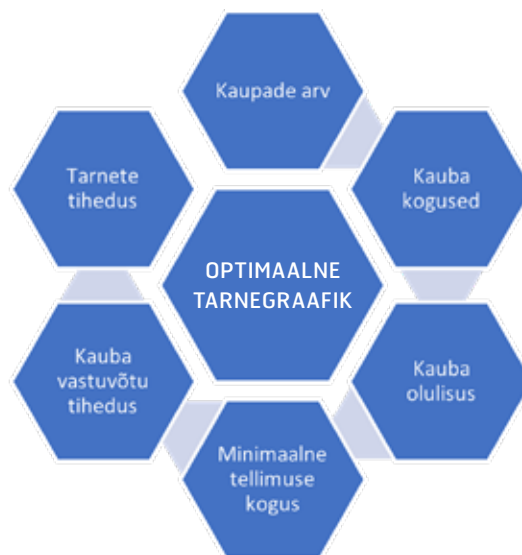 Kaupade arv
Kauba
kogused
Kauba
olulisus
Minimaalne
tellimuse
kogus
Kauba
vastuvõtu
tihedus
Tarnete
tihedus
OPTIMAALNE
TARNEGRAAFIK